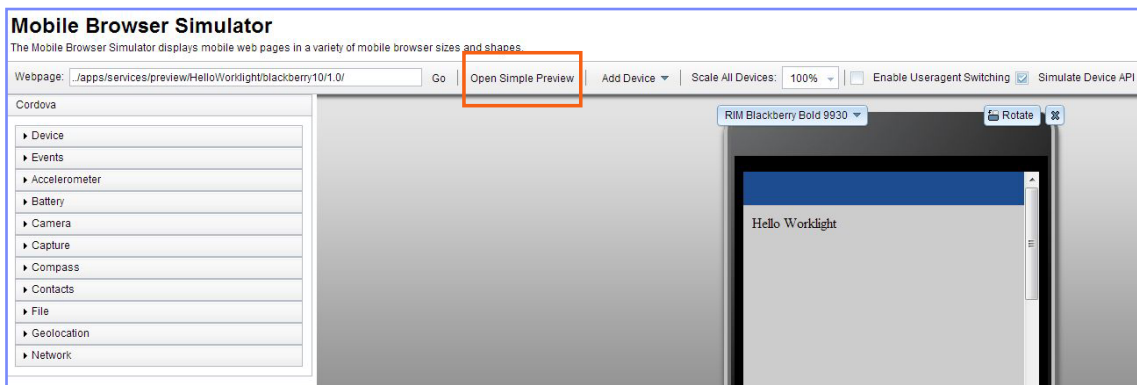 Mobile Browser Simulator
The Mobile Browser Simulator displays mobile web pages in a variety of mobile browser sizes and shapes.
Webpage: ../apps/services/preview/HelloWorklight/blackberry10/1.0/ Go Open Simple Preview Add Device Scale All Devices: 100% Enable Useragent Switching Simulate Device API
Cordova
Device
Events
Accelerometer
Battery
Camera
Capture
Compass
Contacts
File
Geolocation
Network
RIM Blackberry Bold 9930 Rotate
Hello Worklight